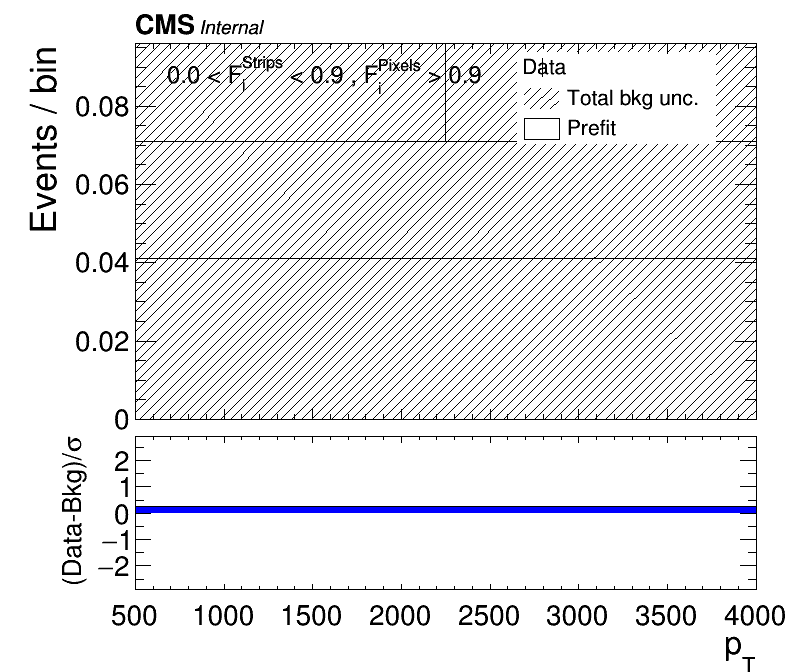 CMS Internal
Events / bin
0.0 < F_i^Strips < 0.9 , F_i^Pixels > 0.9
Data
Total bkg unc.
Prefit
0.08
0.06
0.04
0.02
0
(Data-Bkg)/σ
2
1
0
−1
−2
500 1000 1500 2000 2500 3000 3500 4000
p_T